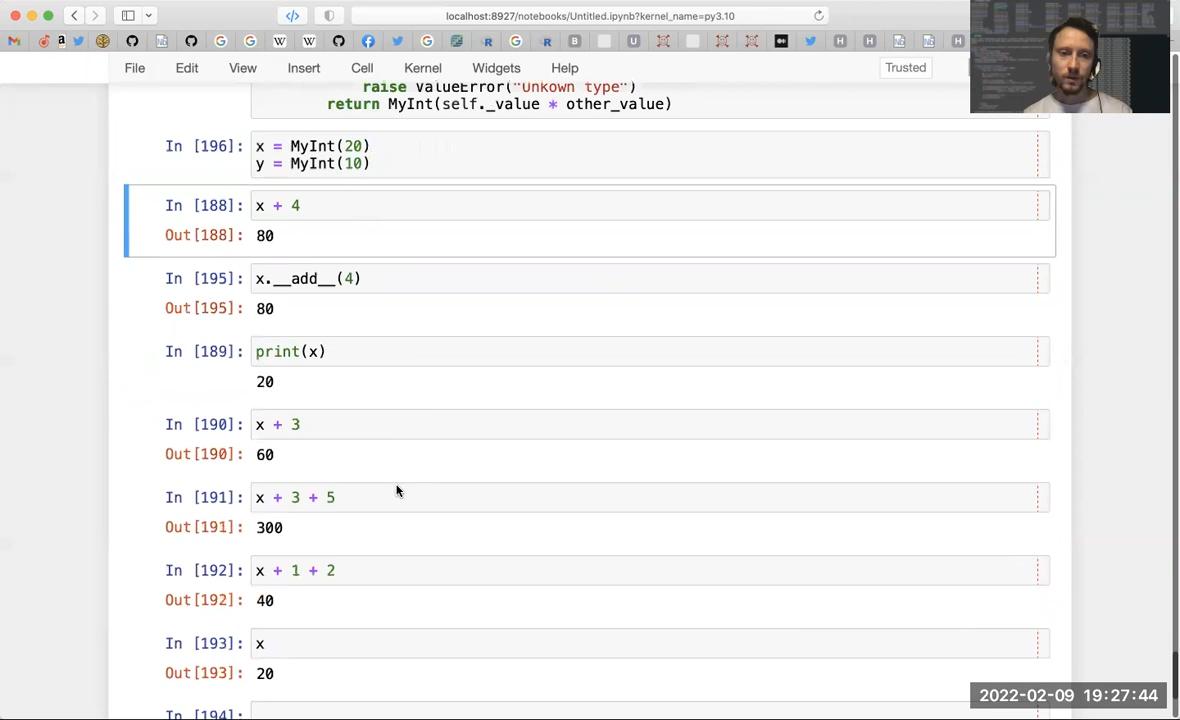 localhost:8927/notebooks/Untitled.ipynb?kernel_name=py3.10
File Edit View Insert Cell Kernel Widgets Help Trusted
raise ValueError("Unkown type")
return MyInt(self._value * other_value)
In [196]: x = MyInt(20)
y = MyInt(10)
In [188]: x + 4
Out[188]: 80
In [195]: x.__add__(4)
Out[195]: 80
In [189]: print(x)
20
In [190]: x + 3
Out[190]: 60
In [191]: x + 3 + 5
Out[191]: 300
In [192]: x + 1 + 2
Out[192]: 40
In [193]: x
Out[193]: 20
In [194]:
2022-02-09 19:27:44